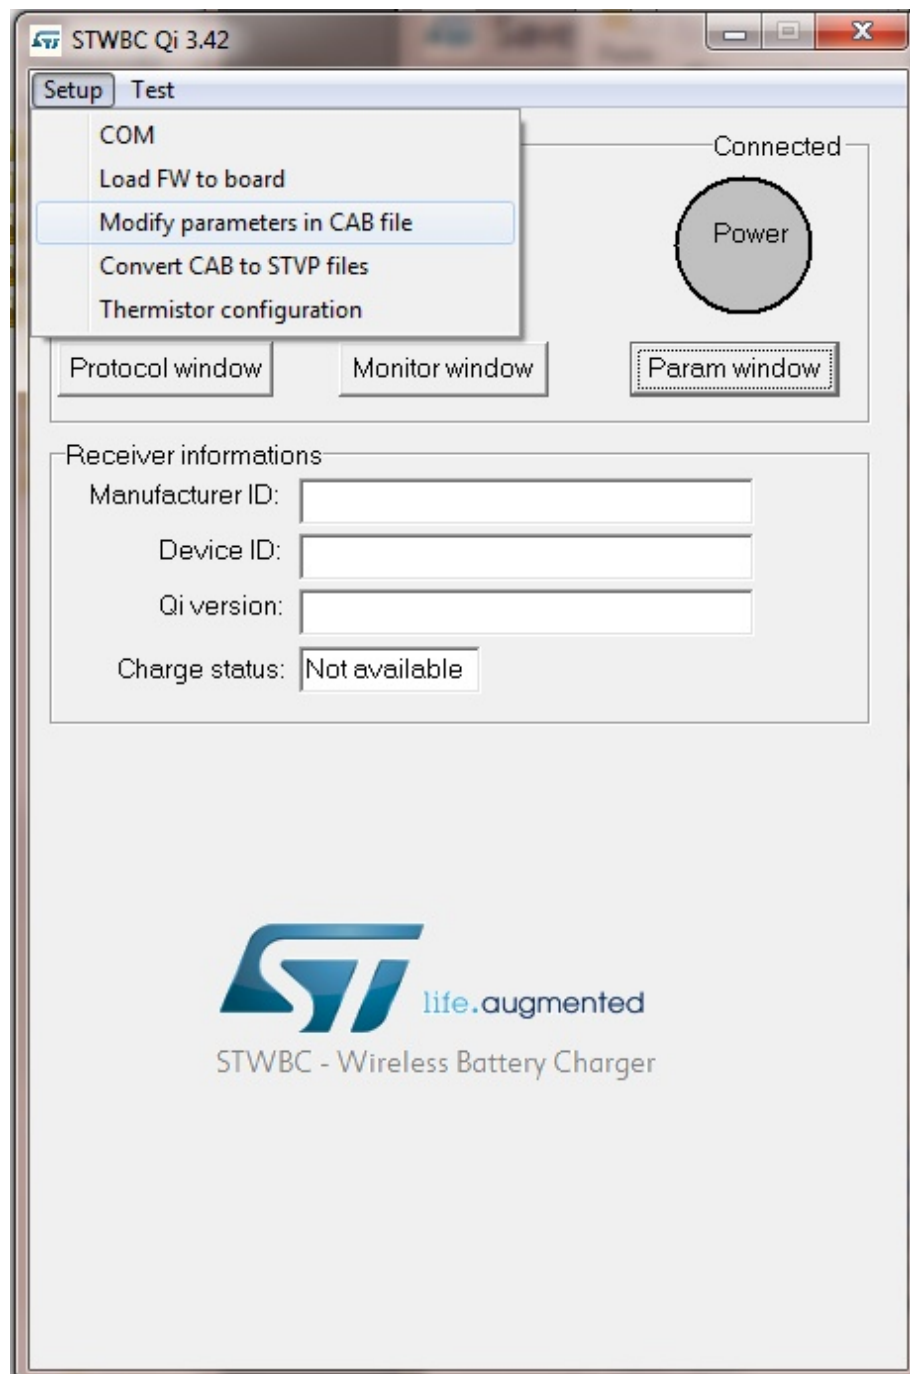 STWBC Qi 3.42
Setup Test
COM
Load FW to board
Modify parameters in CAB file
Convert CAB to STVP files
Thermistor configuration
Connected
Power
Protocol window Monitor window Param window
Receiver informations
Manufacturer ID:
Device ID:
Qi version:
Charge status: Not available
ST life.augmented
STWBC - Wireless Battery Charger